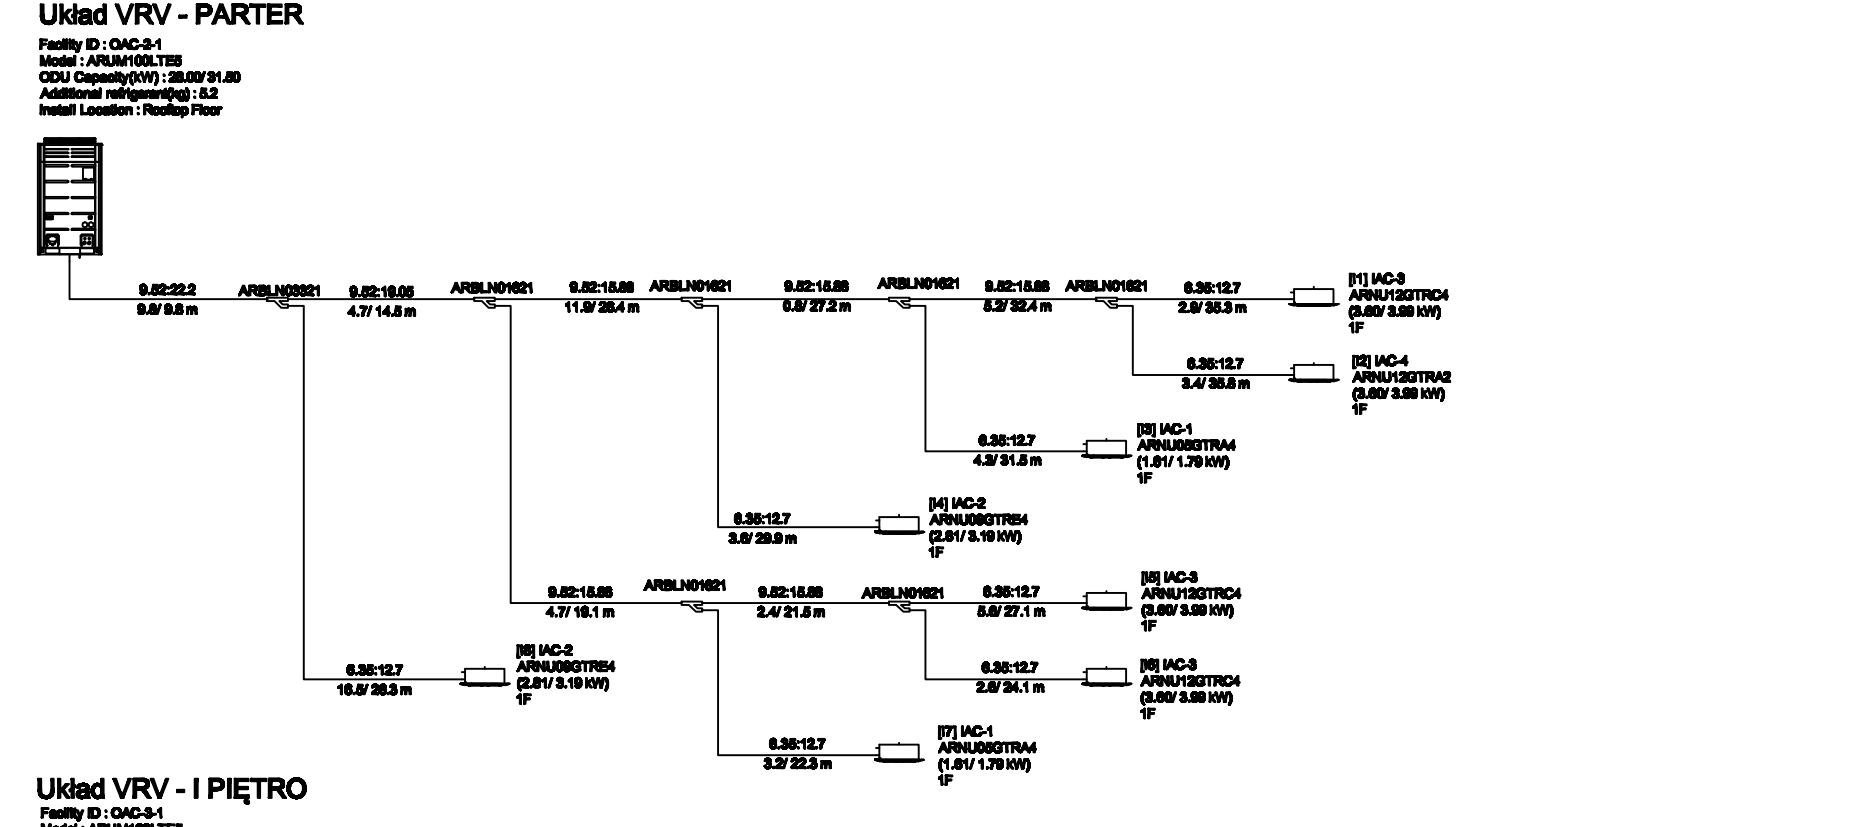 Układ VRV - PARTER
Facility ID : OAC-2-1
Model : ARUM100LTE5
ODU Capacity(kW) : 28.00/ 31.50
Additional refrigerant(kg) : 5.2
Install Location : Rooftop Floor
9.52:22.2
9.8/ 9.8 m
ARBLN03321
9.52:19.05
4.7/ 14.5 m
ARBLN01621
9.52:15.88
11.9/ 26.4 m
ARBLN01621
9.52:15.88
0.8/ 27.2 m
ARBLN01621
9.52:15.88
5.2/ 32.4 m
ARBLN01621
6.35:12.7
2.9/ 35.3 m
[I1] IAC-3
ARNU12GTRC4
(3.60/ 3.99 kW)
1F
6.35:12.7
3.4/ 35.8 m
[I2] IAC-4
ARNU12GTRA2
(3.60/ 3.99 kW)
1F
6.35:12.7
4.3/ 31.5 m
[I3] IAC-1
ARNU05GTRA4
(1.61/ 1.79 kW)
1F
6.35:12.7
3.6/ 29.9 m
[I4] IAC-2
ARNU09GTRE4
(2.81/ 3.19 kW)
1F
9.52:15.88
4.7/ 19.1 m
ARBLN01621
9.52:15.88
2.4/ 21.5 m
ARBLN01621
6.35:12.7
5.6/ 27.1 m
[I5] IAC-3
ARNU12GTRC4
(3.60/ 3.99 kW)
1F
6.35:12.7
16.5/ 26.3 m
[I8] IAC-2
ARNU09GTRE4
(2.81/ 3.19 kW)
1F
6.35:12.7
2.6/ 24.1 m
[I6] IAC-3
ARNU12GTRC4
(3.60/ 3.99 kW)
1F
6.35:12.7
3.2/ 22.3 m
[I7] IAC-1
ARNU05GTRA4
(1.61/ 1.79 kW)
1F
Układ VRV - I PIĘTRO
Facility ID : OAC-3-1